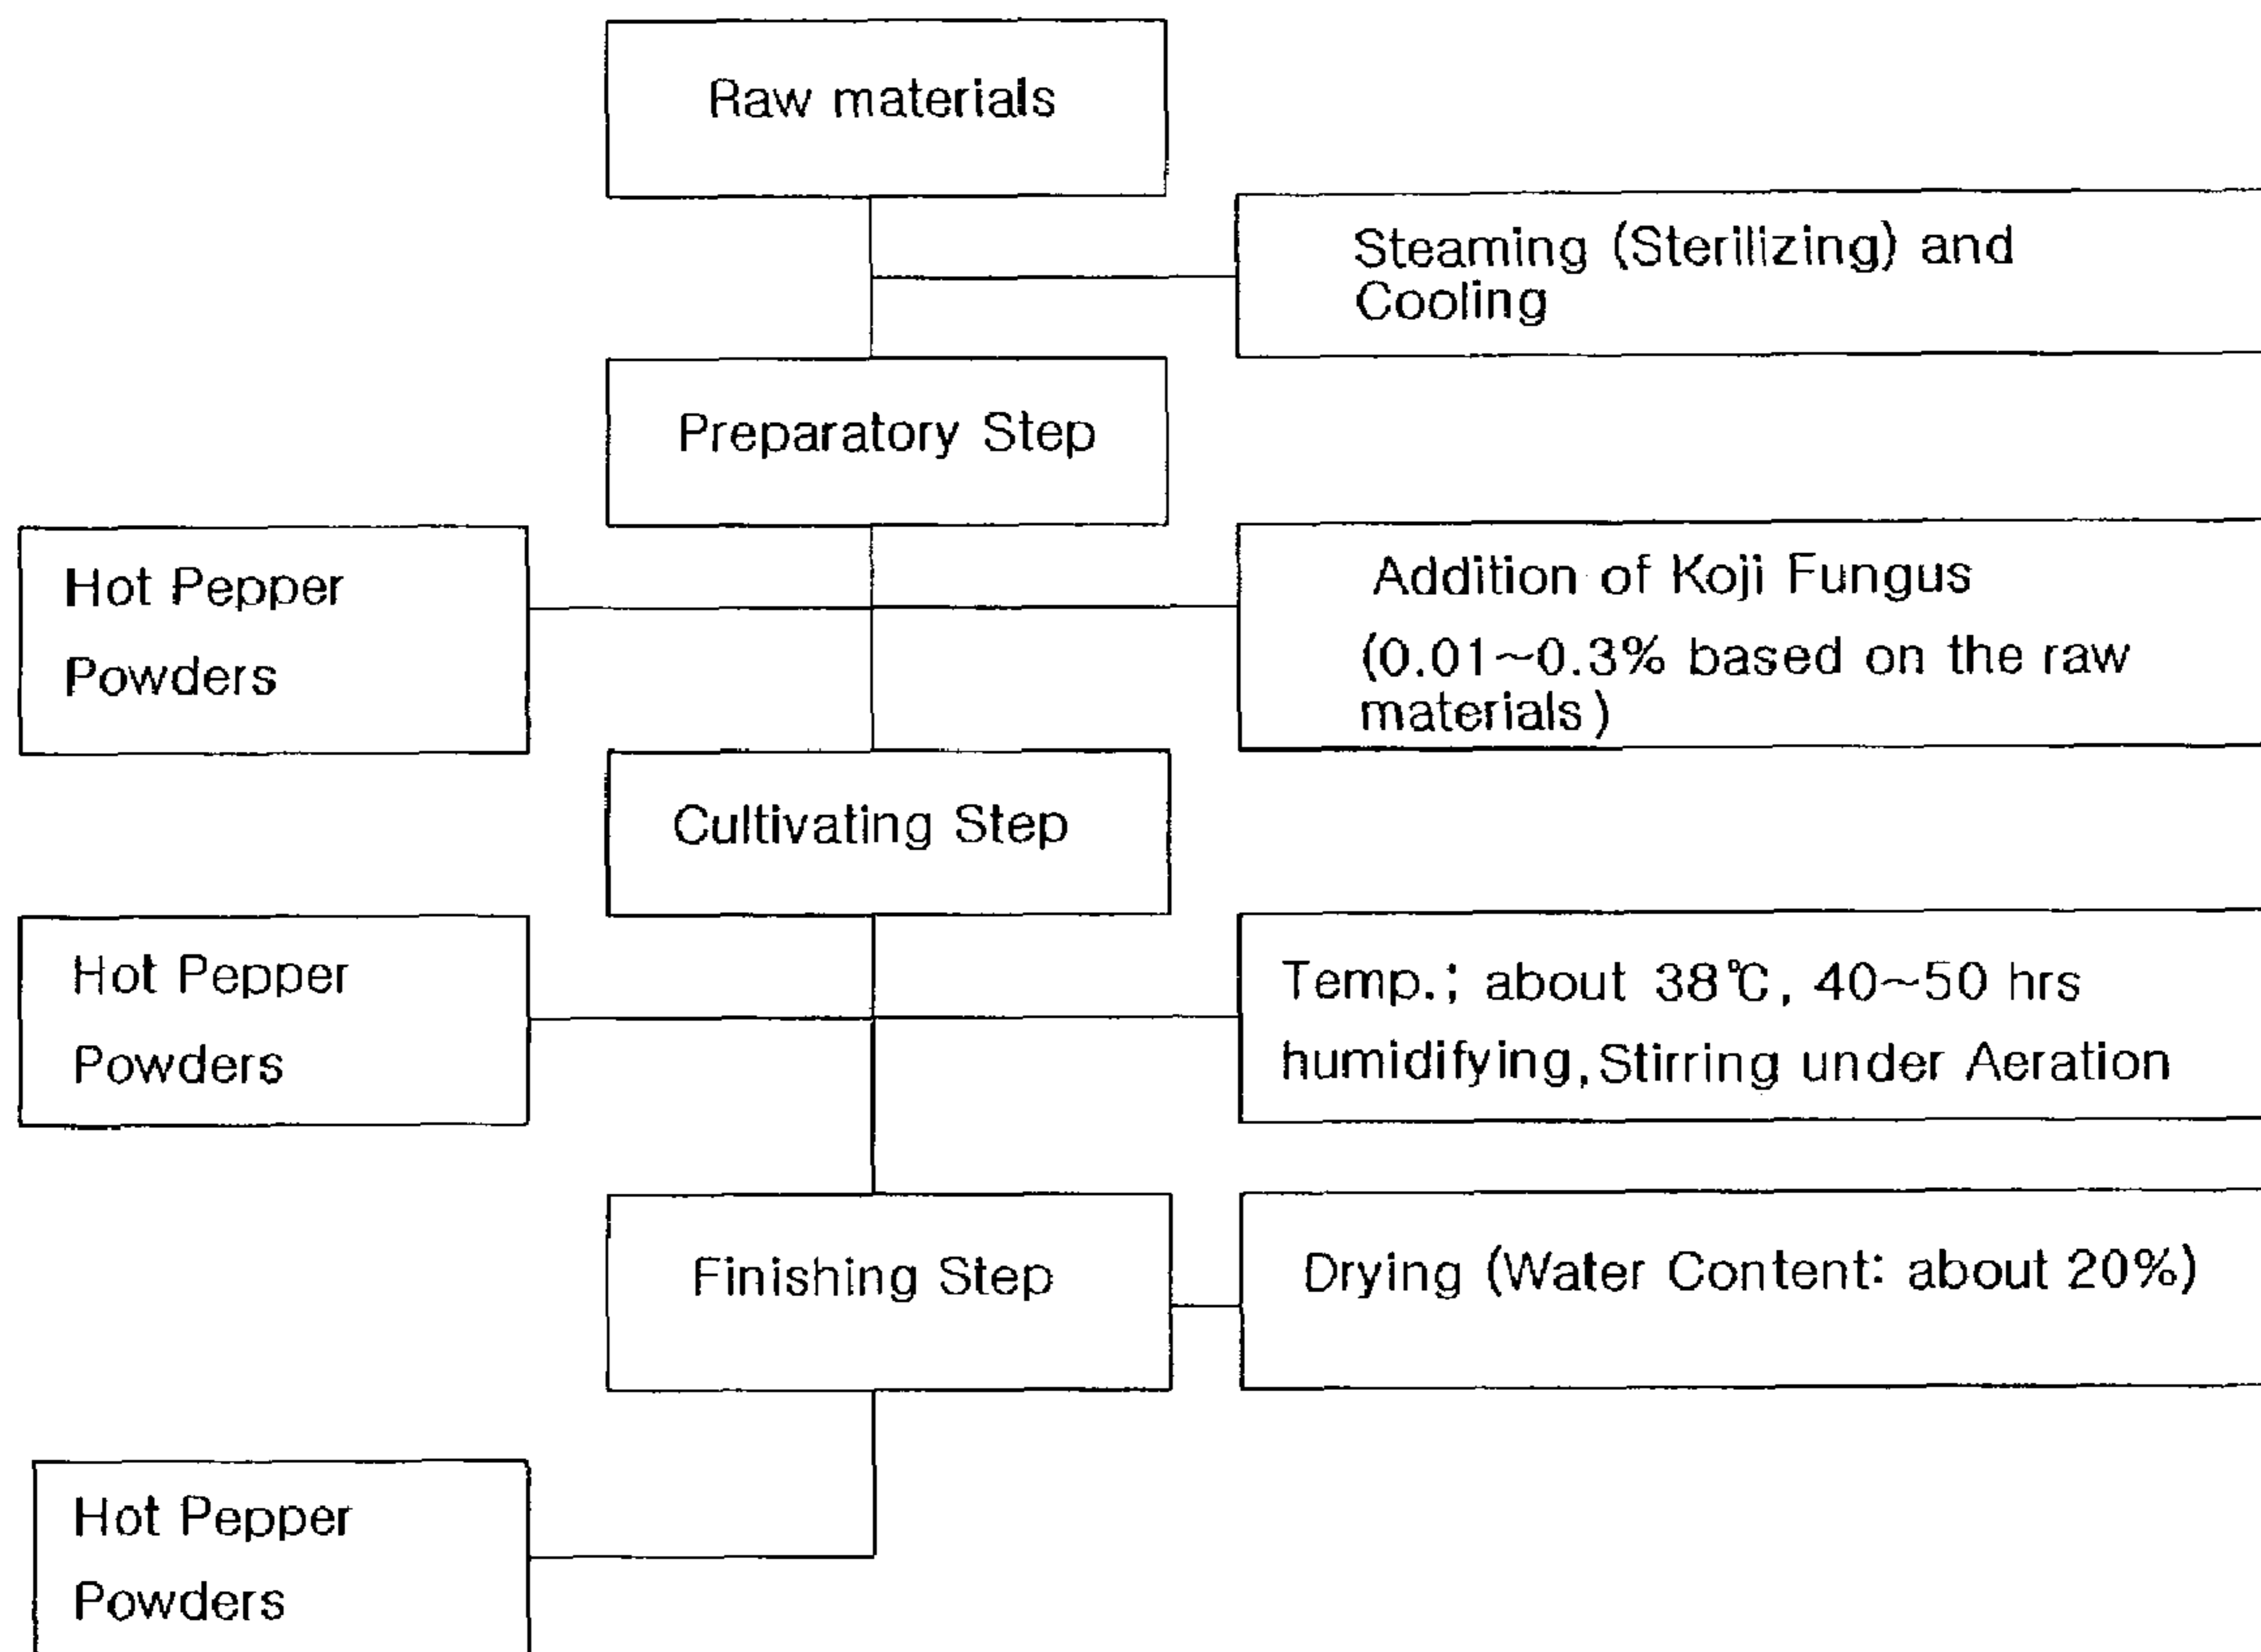 Raw materials
Steaming (Sterilizing) and
Cooling
Preparatory Step
Hot Pepper
Powders
Addition of Koji Fungus
(0.01~0.3% based on the raw
materials)
Cultivating Step
Hot Pepper
Powders
Temp.; about 38℃, 40~50 hrs
humidifying, Stirring under Aeration
Finishing Step
Drying (Water Content: about 20%)
Hot Pepper
Powders